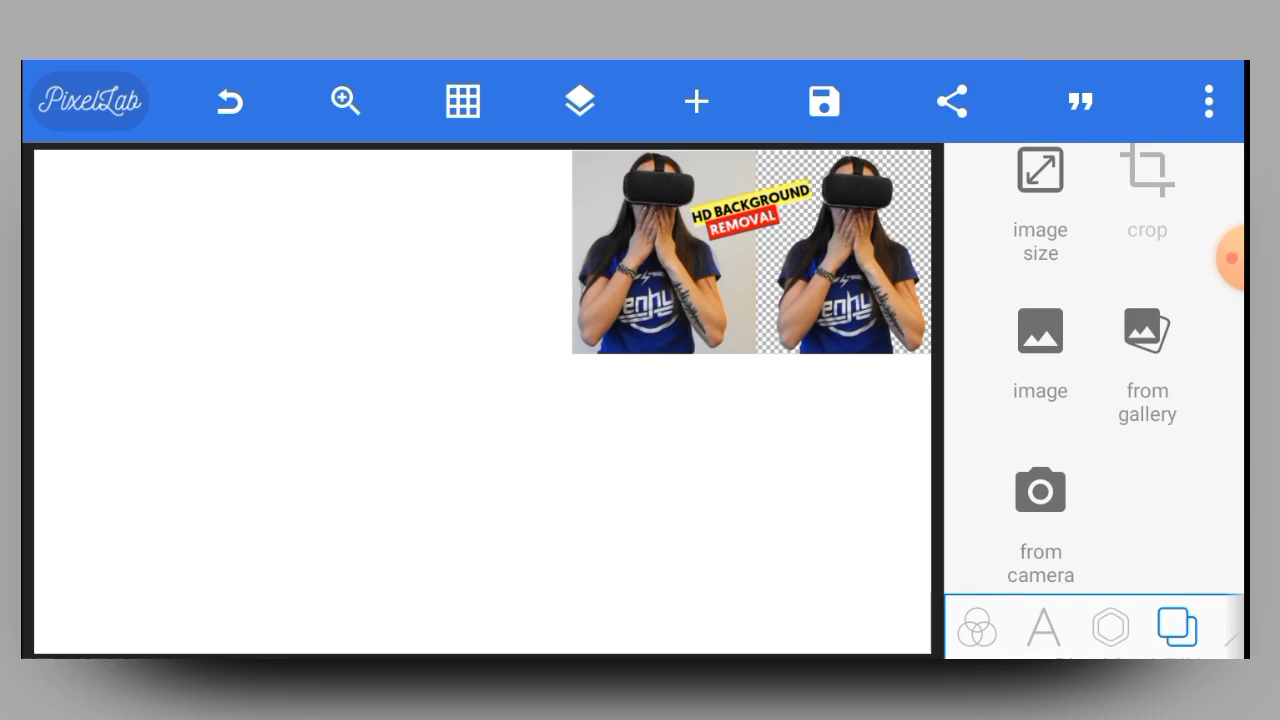 PixelLab
HD BACKGROUND
REMOVAL
image
size
crop
image
from
gallery
from
camera